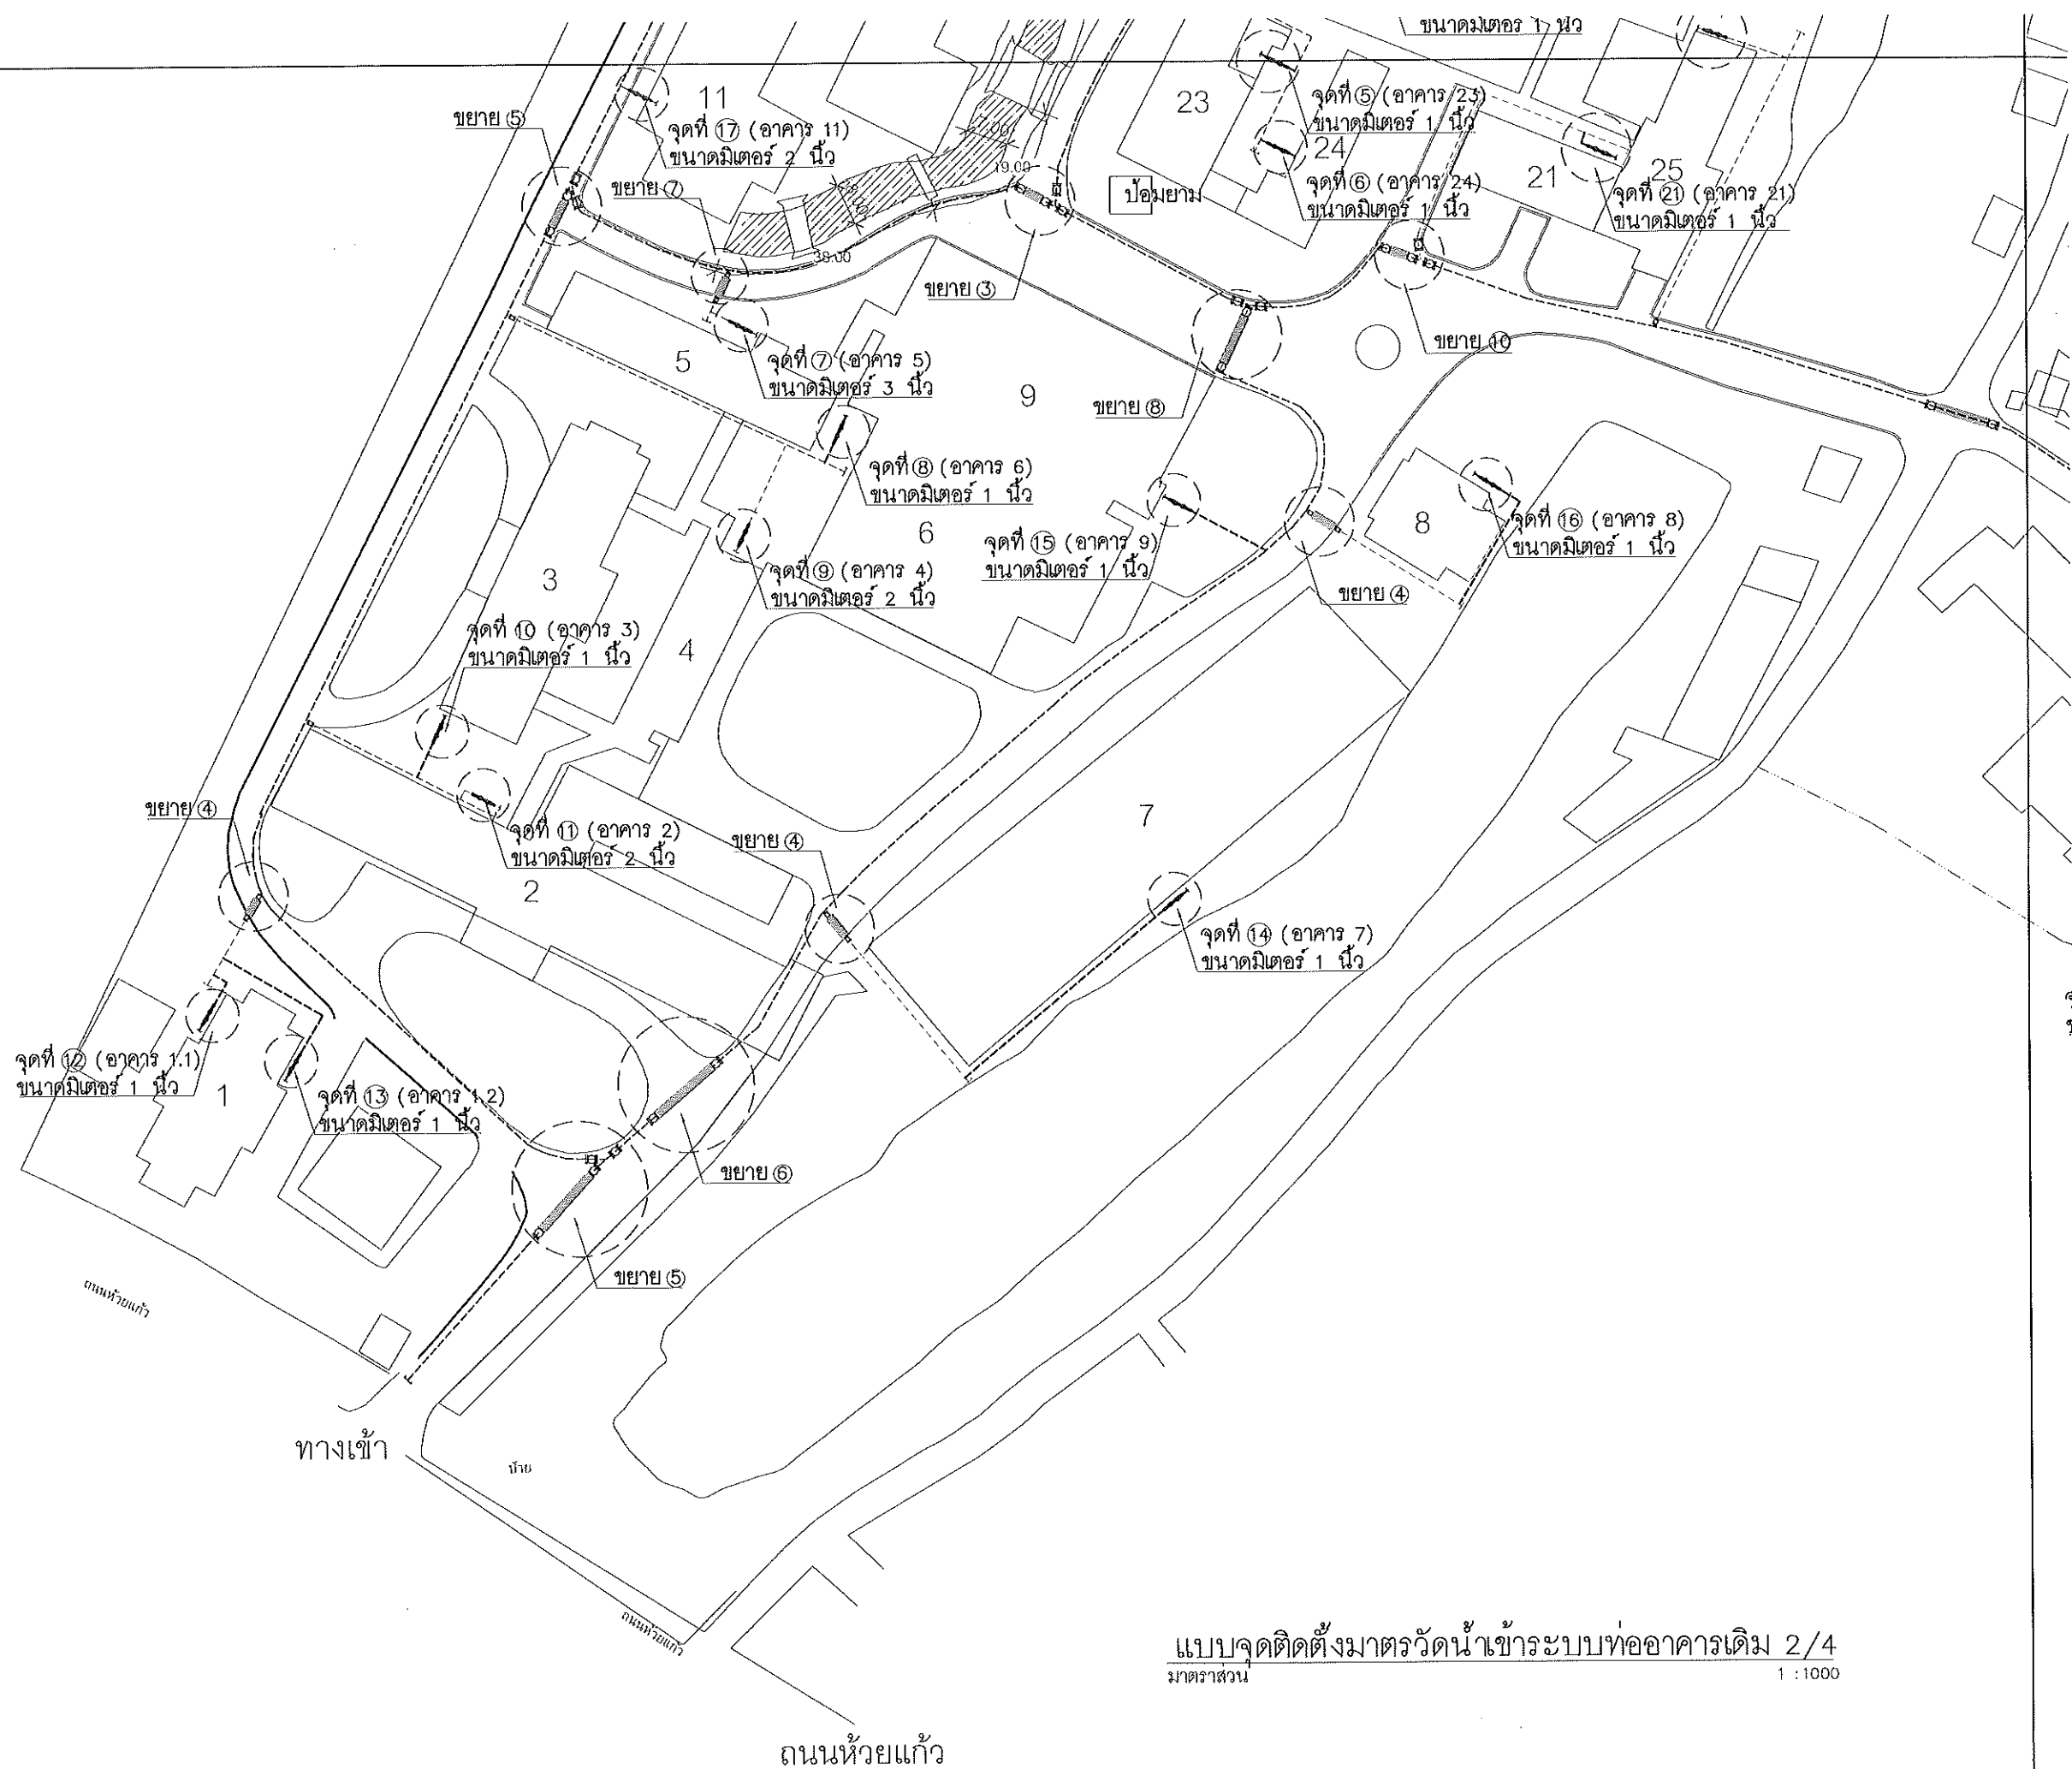 ขนาดมิเตอร์ 1 นิ้ว
11
ขยาย ⑤
จุดที่ ⑰ (อาคาร 11)
ขนาดมิเตอร์ 2 นิ้ว
23
จุดที่ ⑤ (อาคาร 23)
ขนาดมิเตอร์ 1 นิ้ว
24
19.00
ขยาย ⑦
ป้อมยาม
จุดที่ ⑥ (อาคาร 24)
ขนาดมิเตอร์ 1 นิ้ว
21
25
จุดที่ ㉑ (อาคาร 21)
ขนาดมิเตอร์ 1 นิ้ว
38.00
ขยาย ③
ขยาย ⑩
5
จุดที่ ⑦ (อาคาร 5)
ขนาดมิเตอร์ 3 นิ้ว
9
ขยาย ⑧
จุดที่ ⑧ (อาคาร 6)
ขนาดมิเตอร์ 1 นิ้ว
6
จุดที่ ⑮ (อาคาร 9)
ขนาดมิเตอร์ 1 นิ้ว
8
จุดที่ ⑯ (อาคาร 8)
ขนาดมิเตอร์ 1 นิ้ว
3
จุดที่ ⑨ (อาคาร 4)
ขนาดมิเตอร์ 2 นิ้ว
ขยาย ④
จุดที่ ⑩ (อาคาร 3)
ขนาดมิเตอร์ 1 นิ้ว
4
ขยาย ④
7
จุดที่ ⑪ (อาคาร 2)
ขนาดมิเตอร์ 2 นิ้ว
ขยาย ④
2
จุดที่ ⑭ (อาคาร 7)
ขนาดมิเตอร์ 1 นิ้ว
จุดที่ ⑫ (อาคาร 1.1)
ขนาดมิเตอร์ 1 นิ้ว
1
จุดที่ ⑬ (อาคาร 1.2)
ขนาดมิเตอร์ 1 นิ้ว
ขยาย ⑥
ขยาย ⑤
ถนนห้วยแก้ว
ทางเข้า
ป้าย
ถนนห้วยแก้ว
แบบจุดติดตั้งมาตรวัดน้ำเข้าระบบท่ออาคารเดิม 2/4
มาตราส่วน 1 : 1000
ถนนห้วยแก้ว